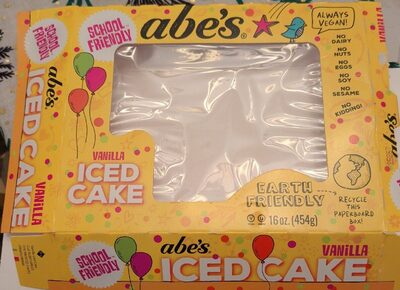 SCHOOL
FRIENDLY
abe's
ALWAYS
VEGAN!
NO
DAIRY
NO
NUTS
NO
EGGS
NO
SOY
NO
SESAME
NO
KIDDING!
SCHOOL
FRIENDLY
abe's
VANILLA
ICED CAKE
VANILLA
ICED
CAKE
EARTH
FRIENDLY
16 oz. (454g)
RECYCLE
THIS
PAPERBOARD
BOX!
VANILLA
abe's
SCHOOL
FRIENDLY
abe's
VANILLA
ICED CAKE